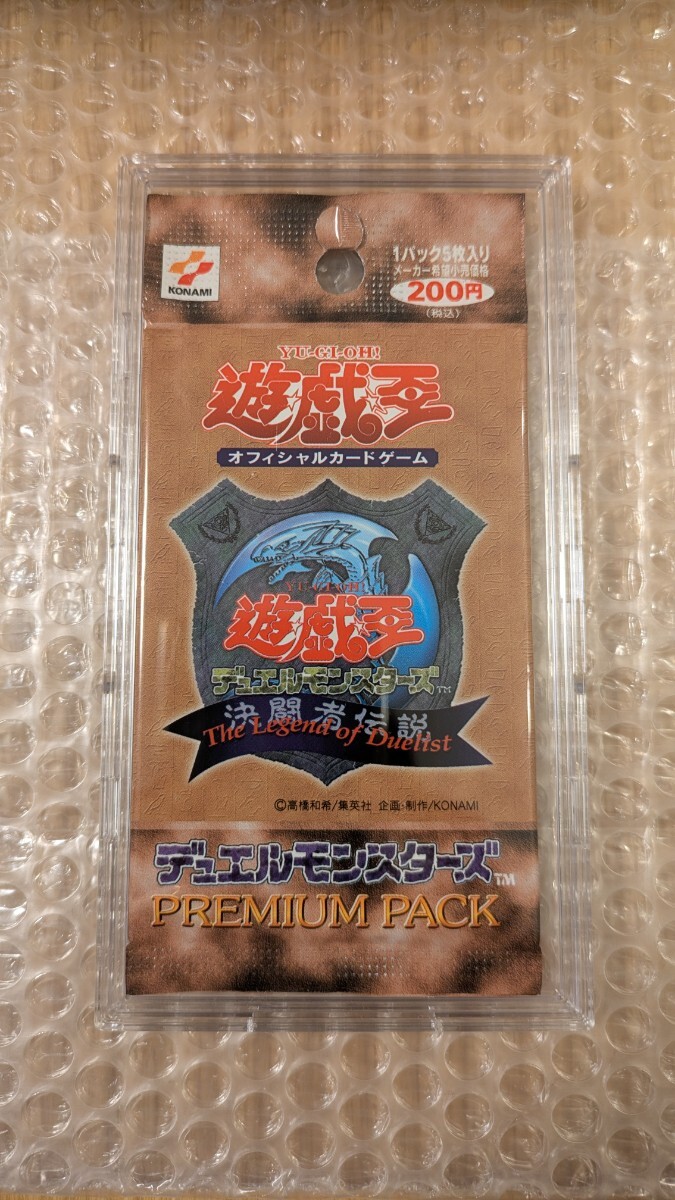 KONAMI
1パック5枚入り
メーカー希望小売価格
200円
(税込)
YU-GI-OH!
遊☆戯☆王
オフィシャルカードゲーム
YU-GI-OH!
遊☆戯☆王
デュエルモンスターズ™
決闘者伝説
The Legend of Duelist
©高橋和希/集英社 企画・制作/KONAMI
デュエルモンスターズ™
PREMIUM PACK